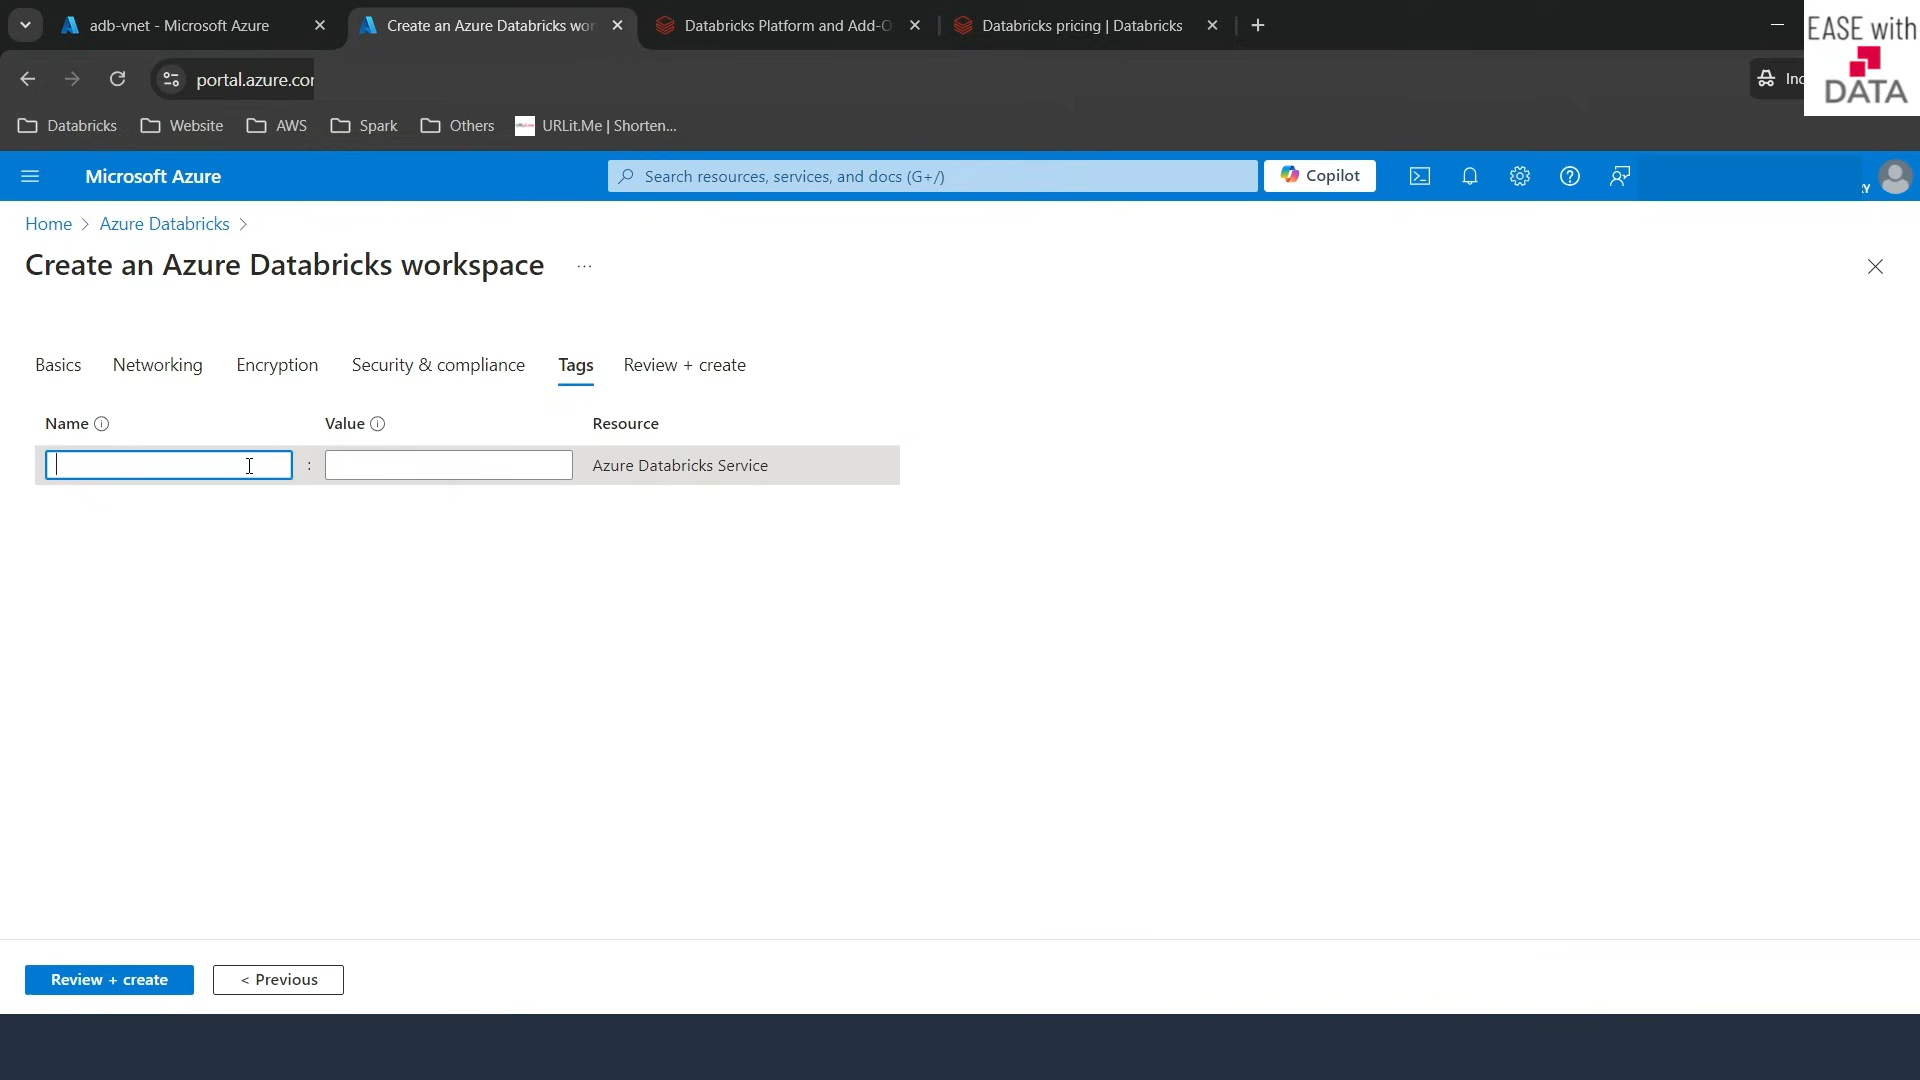 adb-vnet - Microsoft Azure
Create an Azure Databricks wor
Databricks Platform and Add-O
Databricks pricing | Databricks
EASE with
DATA
portal.azure.com
Databricks
Website
AWS
Spark
Others
URLit.Me | Shorten...
Microsoft Azure
Search resources, services, and docs (G+/)
Copilot
Home > Azure Databricks >
Create an Azure Databricks workspace ...
Basics
Networking
Encryption
Security & compliance
Tags
Review + create
Name
Value
Resource
:
Azure Databricks Service
Review + create
< Previous